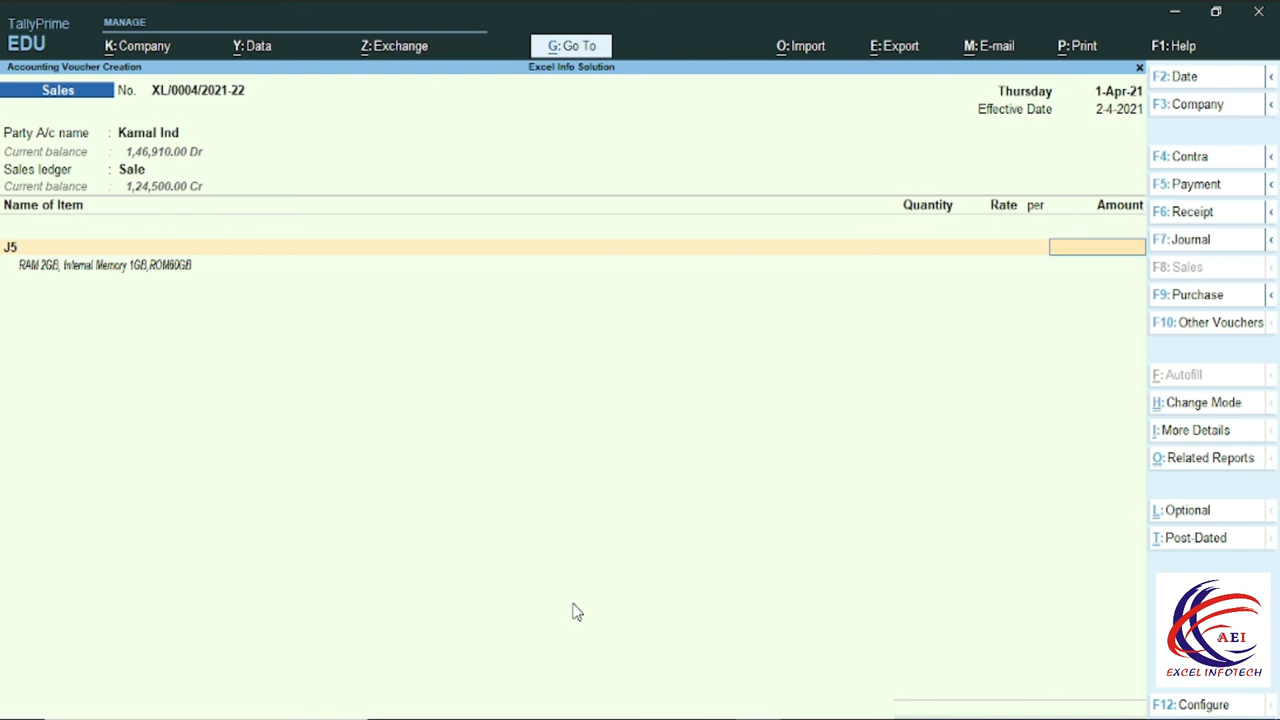 TallyPrime
EDU
MANAGE
K: Company
Y: Data
Z: Exchange
G: Go To
O: Import
E: Export
M: E-mail
P: Print
F1: Help
Accounting Voucher Creation
Excel Info Solution
x
Sales
No. XL/0004/2021-22
Thursday 1-Apr-21
Effective Date 2-4-2021
Party A/c name : Kamal Ind
Current balance : 1,46,910.00 Dr
Sales ledger : Sale
Current balance : 1,24,500.00 Cr
Name of Item Quantity Rate per Amount
J5
RAM 2GB, Internal Memory 1GB,ROM60GB
F2: Date
F3: Company
F4: Contra
F5: Payment
F6: Receipt
F7: Journal
F8: Sales
F9: Purchase
F10: Other Vouchers
F: Autofill
H: Change Mode
I: More Details
O: Related Reports
L: Optional
T: Post-Dated
AEI
EXCEL INFOTECH
F12: Configure